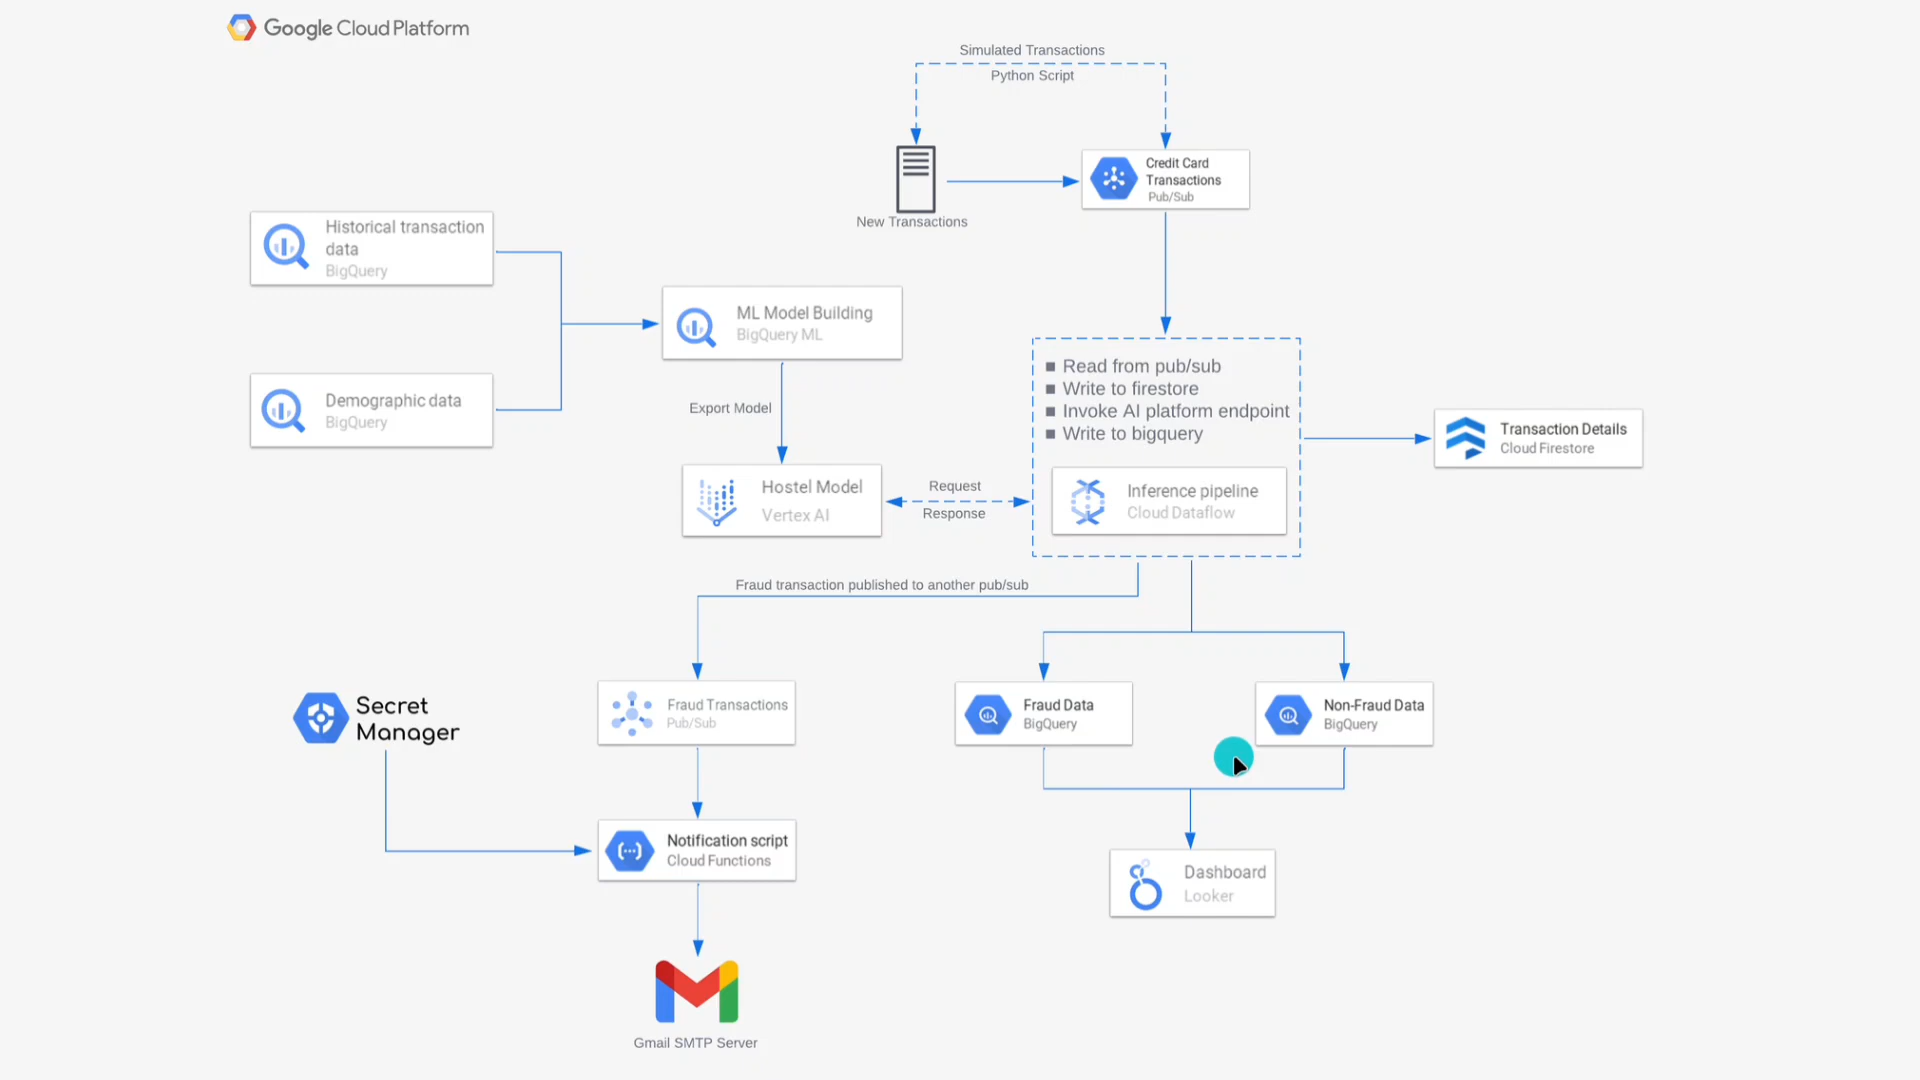 Google Cloud Platform
Simulated Transactions
Python Script
New Transactions
Credit Card
Transactions
Pub/Sub
Historical transaction
data
BigQuery
Demographic data
BigQuery
ML Model Building
BigQuery ML
Export Model
Hostel Model
Vertex AI
Request
Response
■ Read from pub/sub
■ Write to firestore
■ Invoke AI platform endpoint
■ Write to bigquery
Inference pipeline
Cloud Dataflow
Transaction Details
Cloud Firestore
Fraud transaction published to another pub/sub
Secret
Manager
Fraud Transactions
Pub/Sub
Fraud Data
BigQuery
Non-Fraud Data
BigQuery
Notification script
Cloud Functions
Dashboard
Looker
Gmail SMTP Server